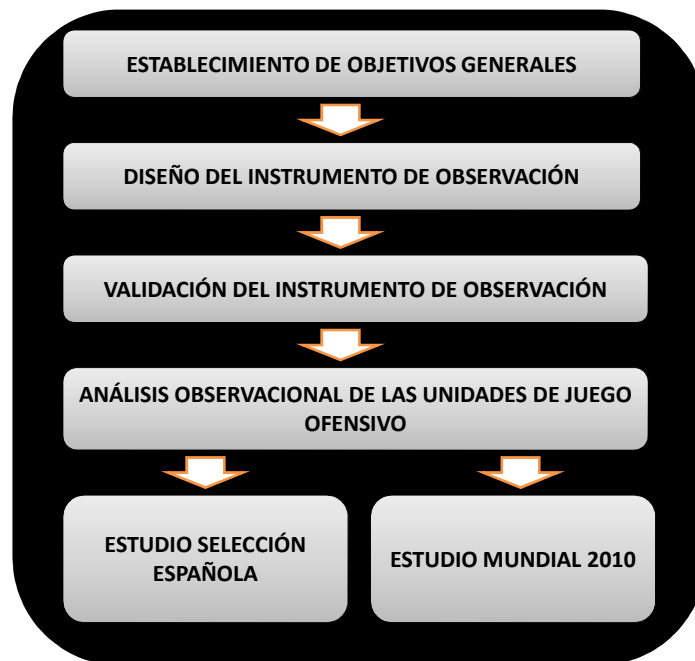 ESTABLECIMIENTO DE OBJETIVOS GENERALES
DISEÑO DEL INSTRUMENTO DE OBSERVACIÓN
VALIDACIÓN DEL INSTRUMENTO DE OBSERVACIÓN
ANÁLISIS OBSERVACIONAL DE LAS UNIDADES DE JUEGO
OFENSIVO
ESTUDIO SELECCIÓN
ESPAÑOLA
ESTUDIO MUNDIAL 2010